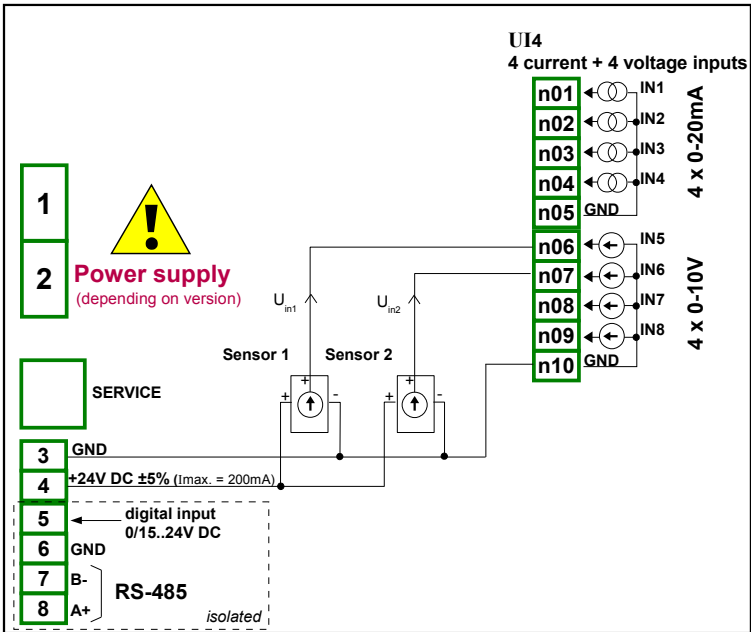 UI4
4 current + 4 voltage inputs
n01
IN1
n02
IN2
n03
IN3
n04
IN4
n05
GND
4 x 0-20mA
n06
IN5
n07
IN6
n08
IN7
n09
IN8
n10
GND
4 x 0-10V
1
2
!
Power supply
(depending on version)
Uin1
Uin2
Sensor 1
Sensor 2
+
+ -
+
+ -
SERVICE
3
GND
4
+24V DC ±5% (Imax. = 200mA)
5
digital input
0/15..24V DC
6
GND
7
B-
8
A+
RS-485
isolated